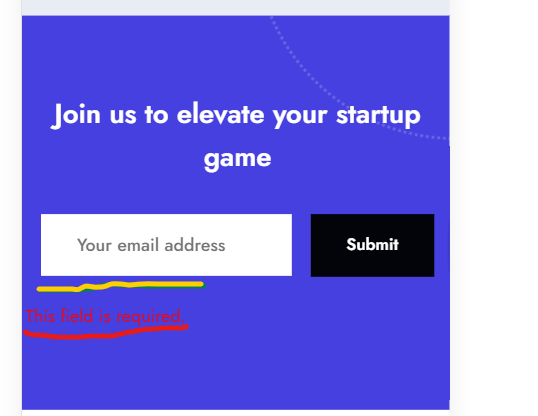 Join us to elevate your startup
game
Your email address
Submit
This field is required.